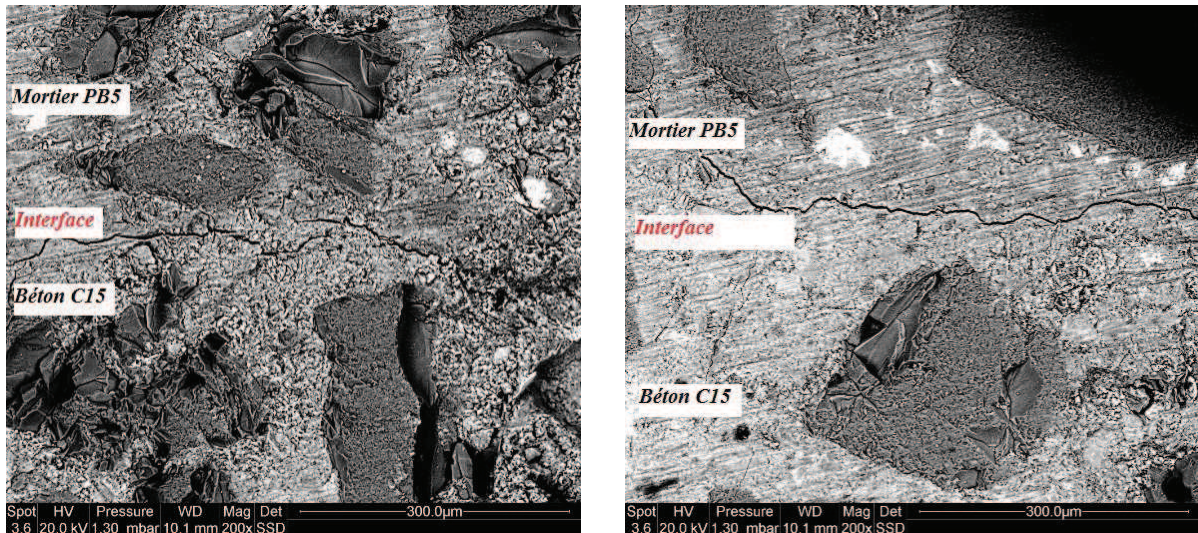 Mortier PB5
Interface
Béton C15
Spot HV Pressure WD Mag Det 300.0µm
3.6 20.0 kV 1.30 mbar 10.1 mm 200x SSD
Mortier PB5
Interface
Béton C15
Spot HV Pressure WD Mag Det 300.0µm
3.6 20.0 kV 1.30 mbar 10.1 mm 200x SSD